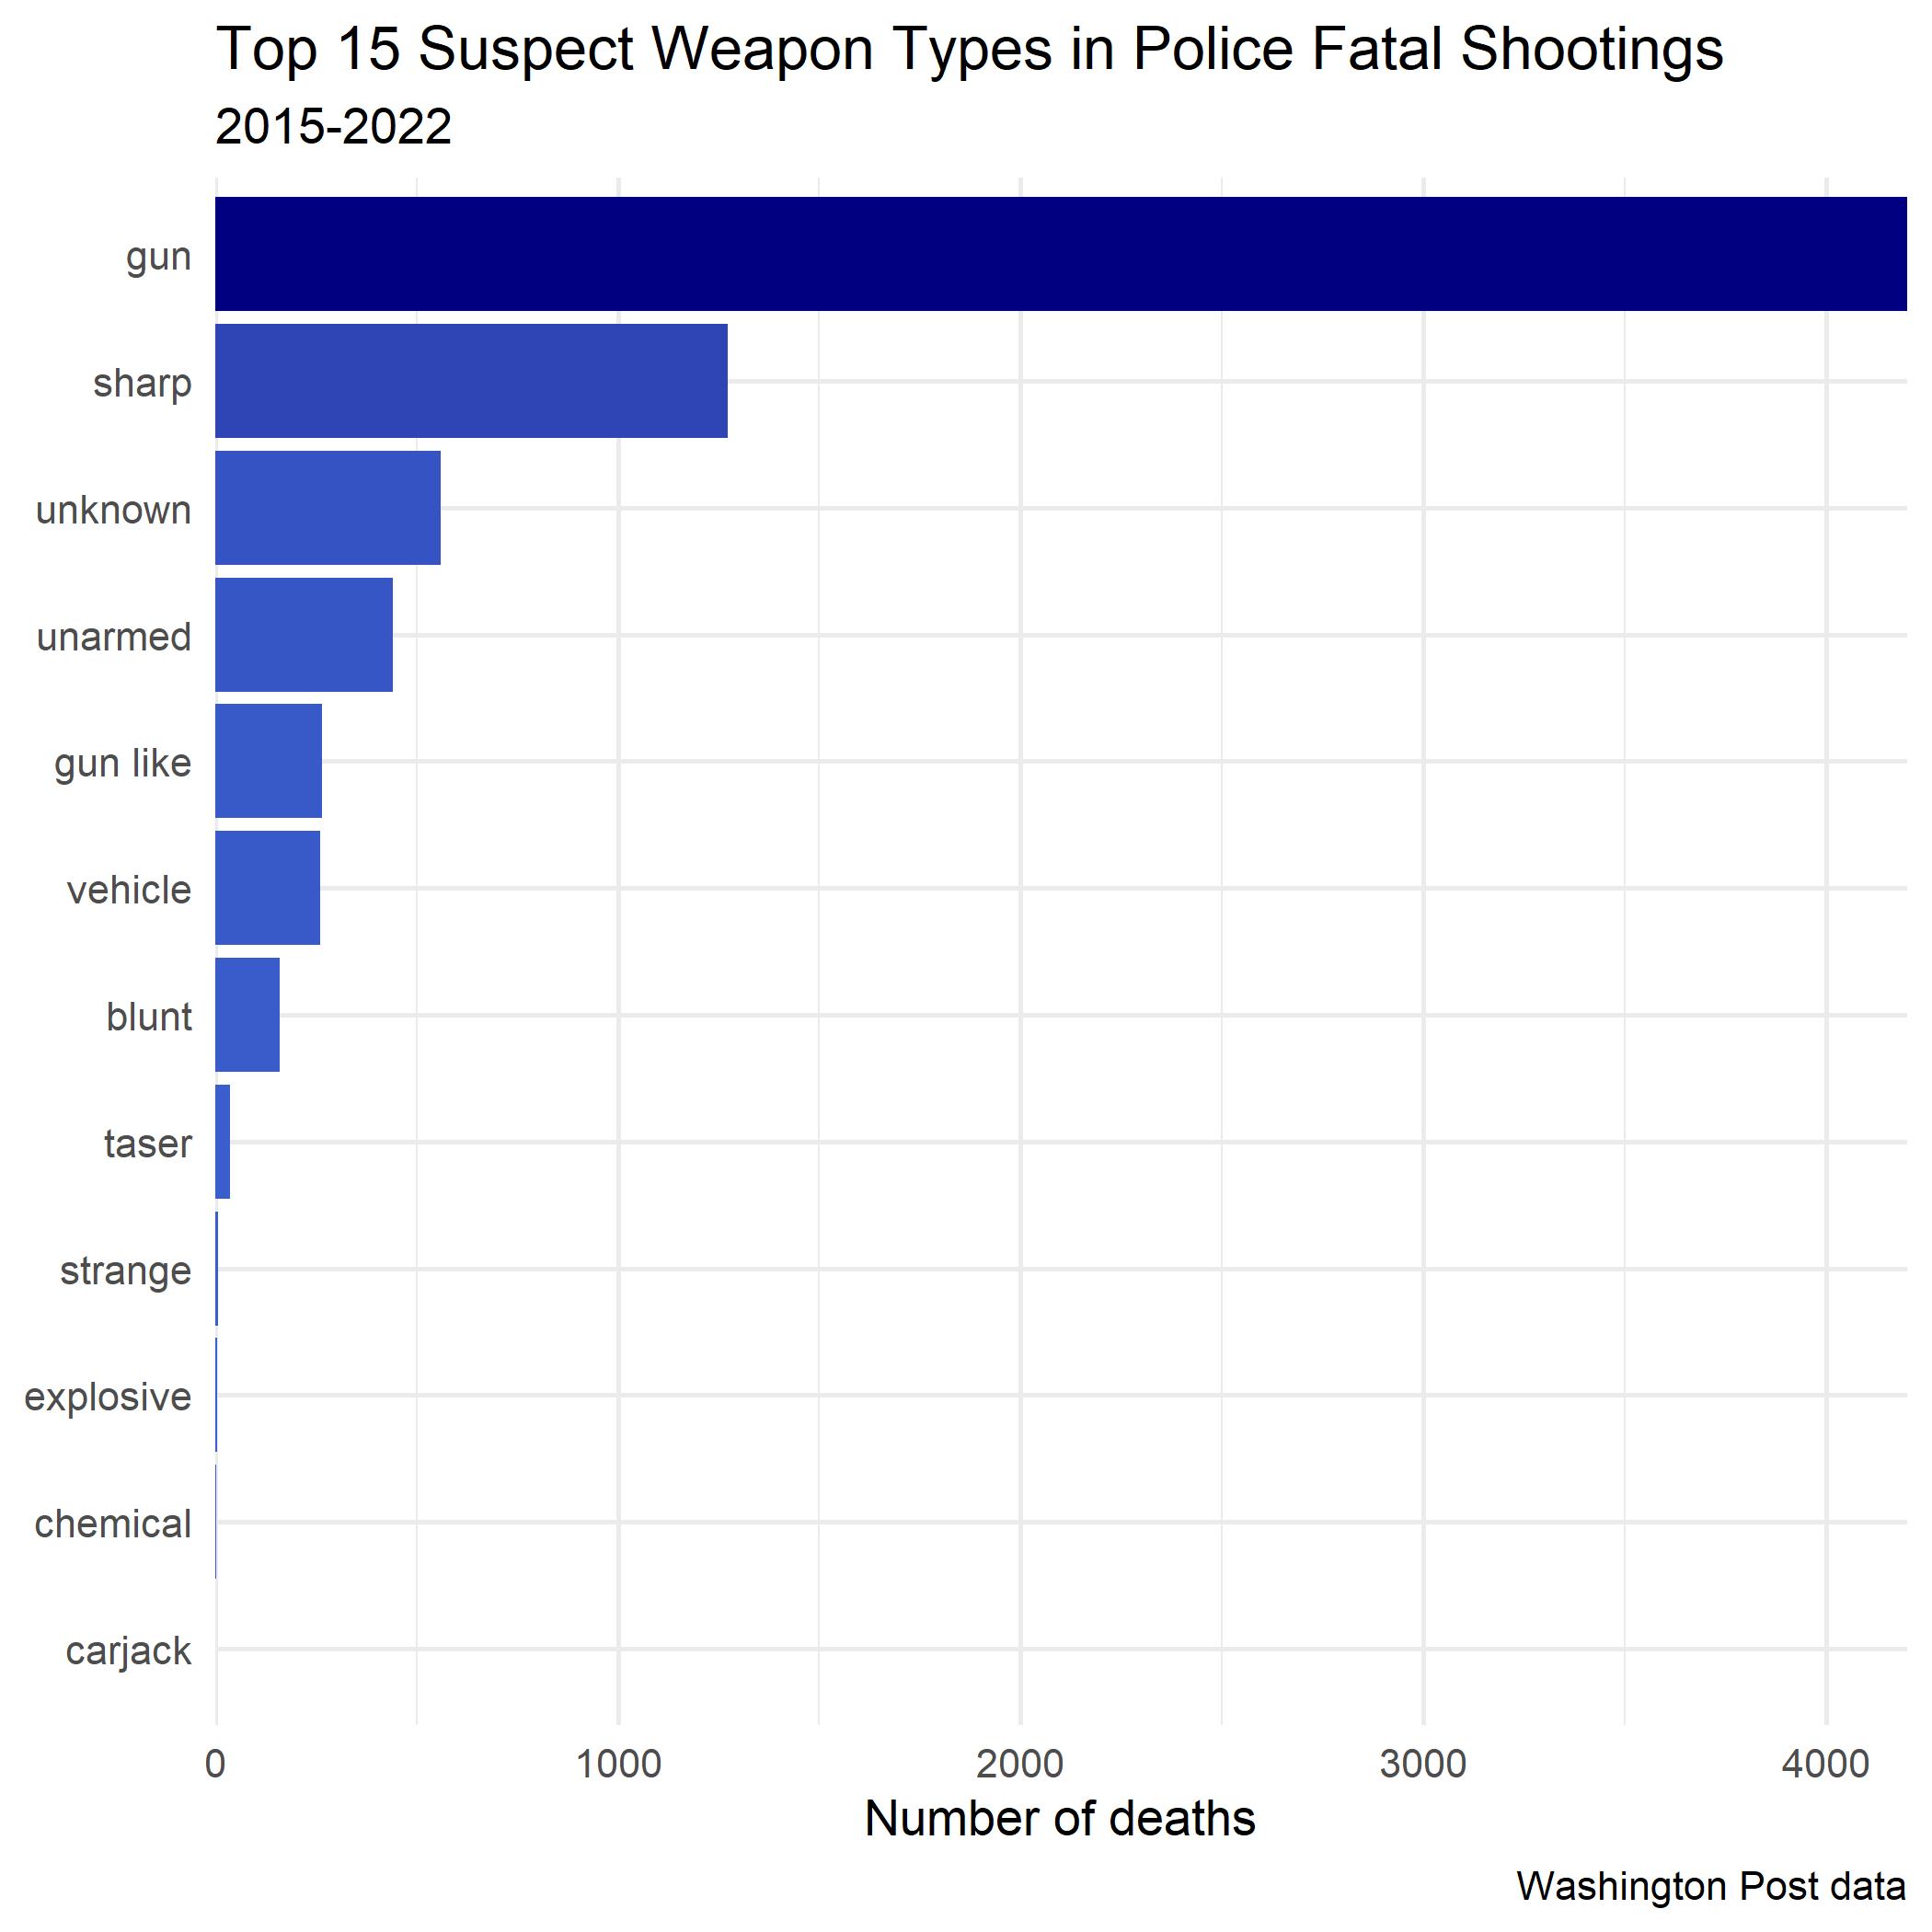 Top 15 Suspect Weapon Types in Police Fatal Shootings
2015-2022
gun
sharp
unknown
unarmed
gun like
vehicle
blunt
taser
strange
explosive
chemical
carjack
0 1000 2000 3000 4000
Number of deaths
Washington Post data